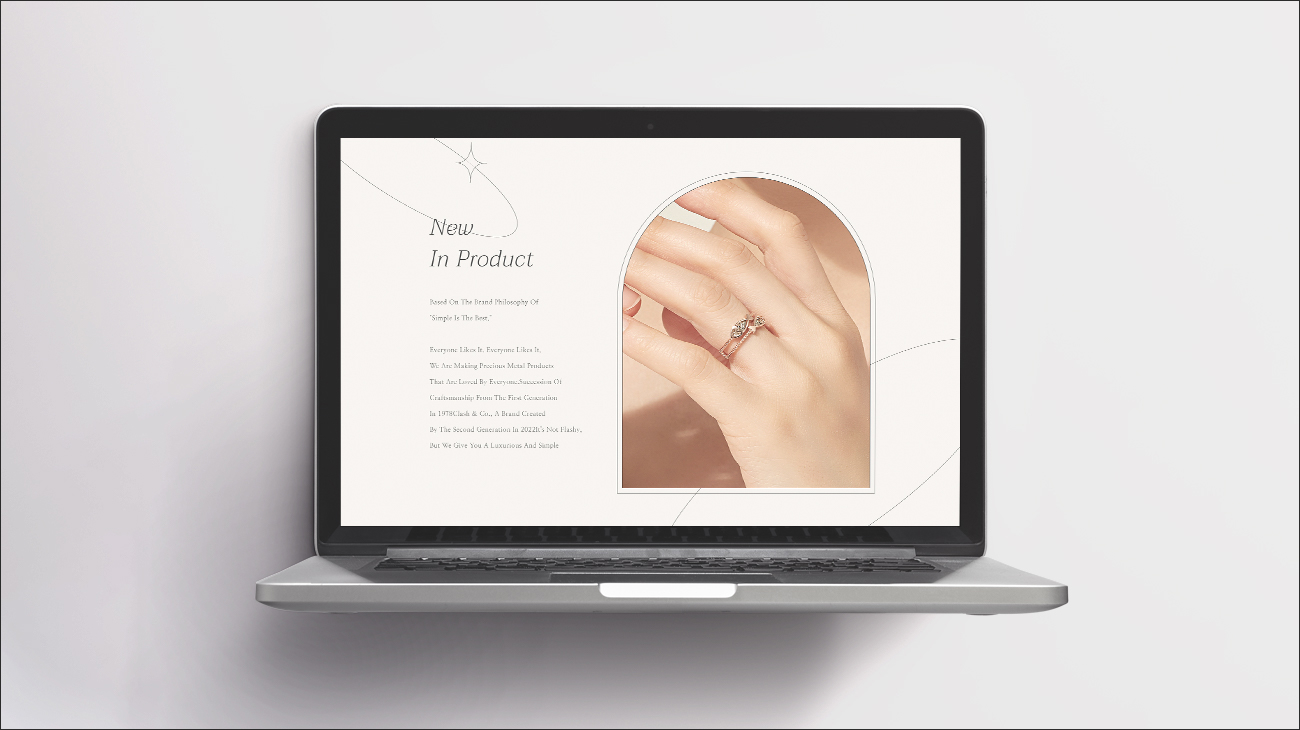 New
In Product
Based On The Brand Philosophy Of
"Simple Is The Best."
Everyone Likes It. Everyone Likes It,
We Are Making Precious Metal Products
That Are Loved By Everyone.Succession Of
Craftsmanship From The First Generation
In 1978Clash & Co., A Brand Created
By The Second Generation In 2022It's Not Flashy,
But We Give You A Luxurious And Simple